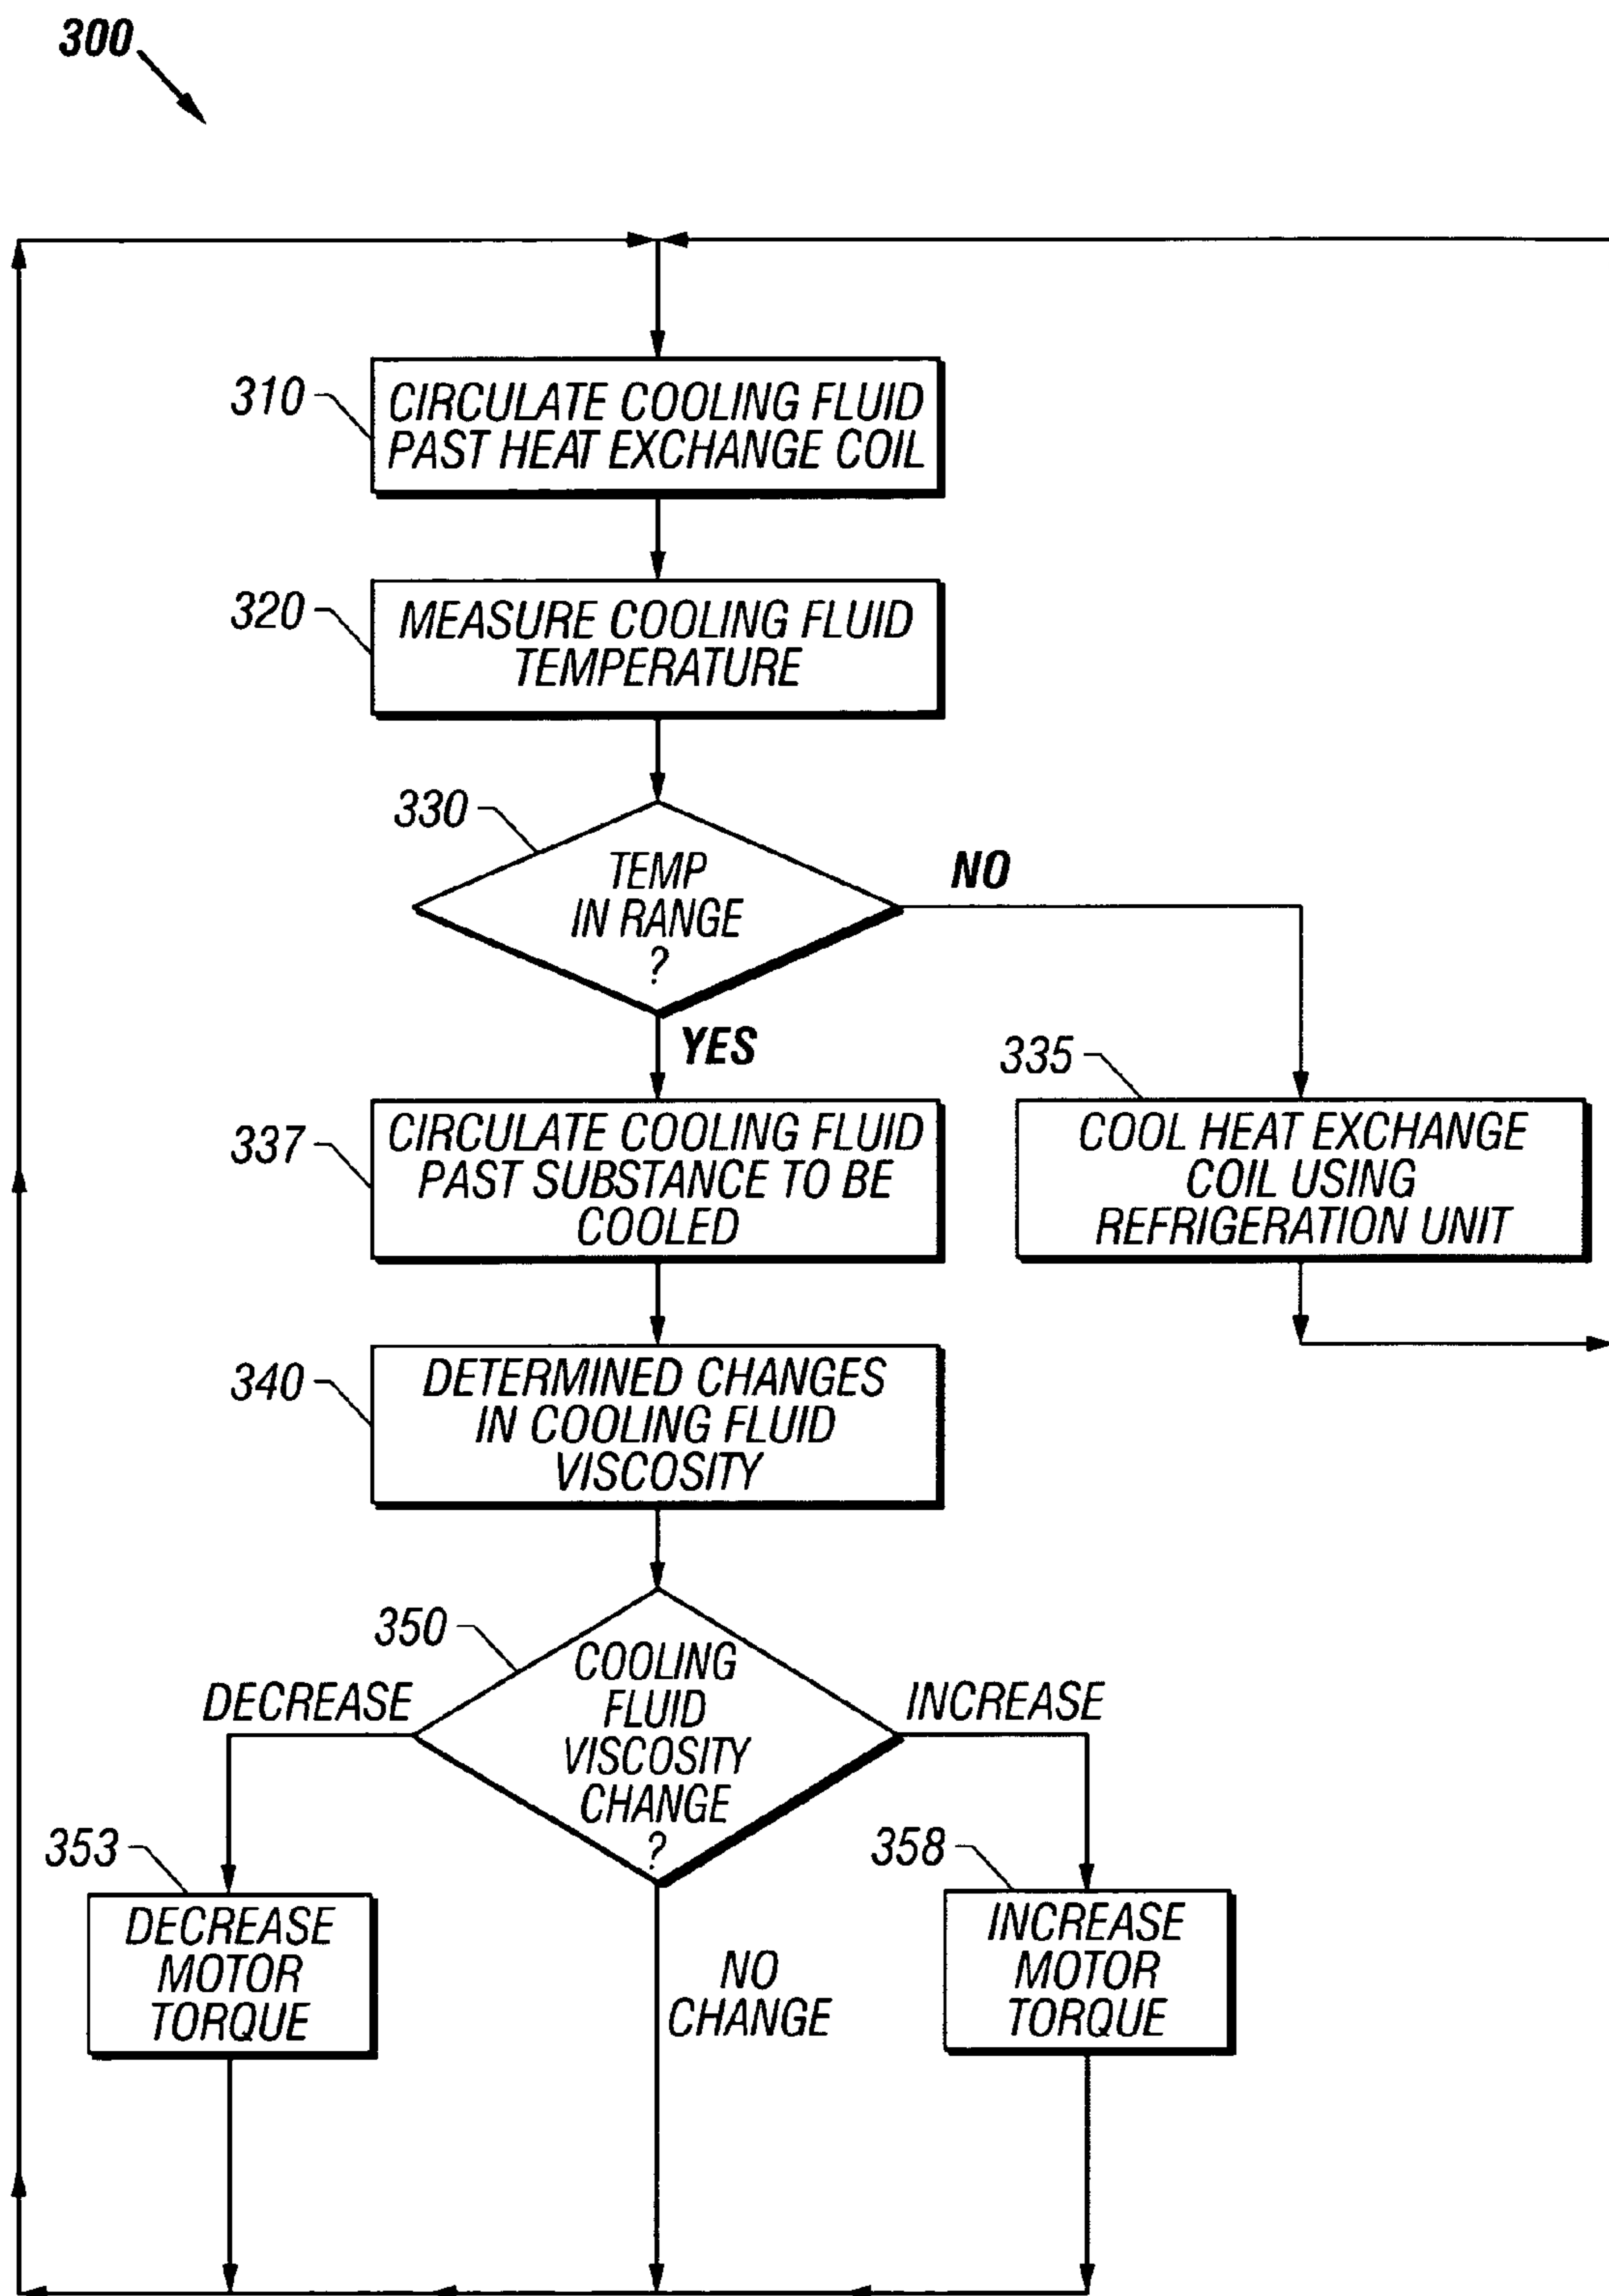 300
310
CIRCULATE COOLING FLUID
PAST HEAT EXCHANGE COIL
320
MEASURE COOLING FLUID
TEMPERATURE
330
TEMP
IN RANGE
?
NO
YES
335
COOL HEAT EXCHANGE
COIL USING
REFRIGERATION UNIT
337
CIRCULATE COOLING FLUID
PAST SUBSTANCE TO BE
COOLED
340
DETERMINED CHANGES
IN COOLING FLUID
VISCOSITY
350
COOLING
FLUID
VISCOSITY
CHANGE
?
DECREASE
INCREASE
353
DECREASE
MOTOR
TORQUE
NO
CHANGE
358
INCREASE
MOTOR
TORQUE